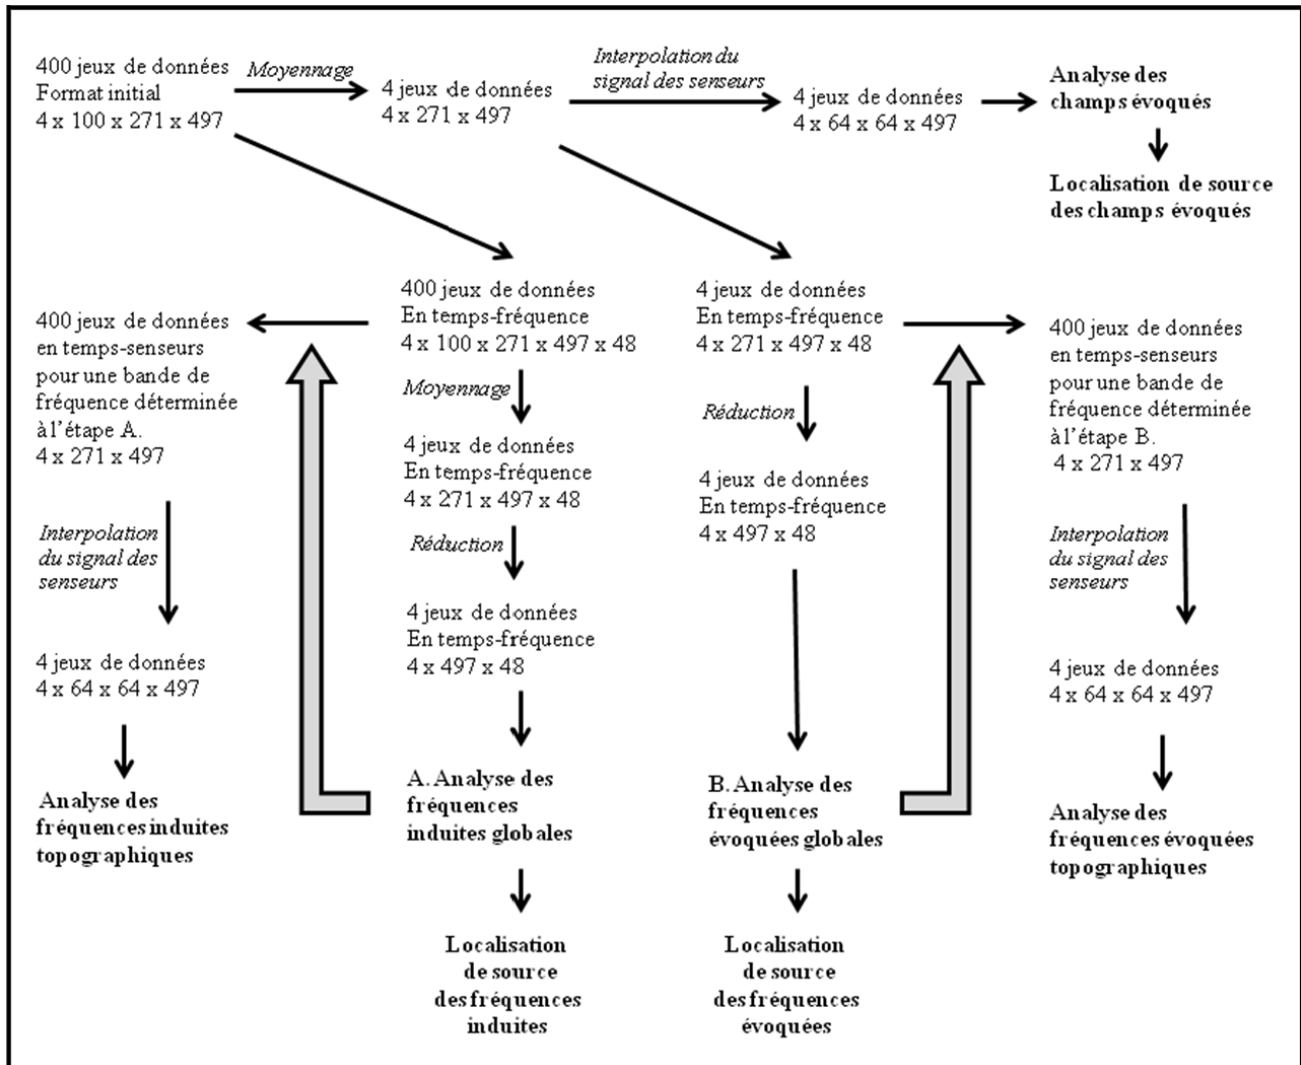 400 jeux de données
Format initial
4 x 100 x 271 x 497
Moyennage
4 jeux de données
4 x 271 x 497
Interpolation du
signal des senseurs
4 jeux de données
4 x 64 x 64 x 497
Analyse des
champs évoqués
Localisation de source
des champs évoqués
400 jeux de données
en temps-senseurs
pour une bande de
fréquence déterminée
à l'étape A.
4 x 271 x 497
Interpolation
du signal des
senseurs
4 jeux de données
4 x 64 x 64 x 497
Analyse des
fréquences induites
topographiques
400 jeux de données
En temps-fréquence
4 x 100 x 271 x 497 x 48
Moyennage
4 jeux de données
En temps-fréquence
4 x 271 x 497 x 48
Réduction
4 jeux de données
En temps-fréquence
4 x 497 x 48
A. Analyse des
fréquences
induites globales
Localisation
de source
des fréquences
induites
4 jeux de données
En temps-fréquence
4 x 271 x 497 x 48
Réduction
4 jeux de données
En temps-fréquence
4 x 497 x 48
B. Analyse des
fréquences
évoquées globales
Localisation
de source
des fréquences
évoquées
400 jeux de données
en temps-senseurs
pour une bande de
fréquence déterminée
à l'étape B.
4 x 271 x 497
Interpolation
du signal des
senseurs
4 jeux de données
4 x 64 x 64 x 497
Analyse des
fréquences évoquées
topographiques